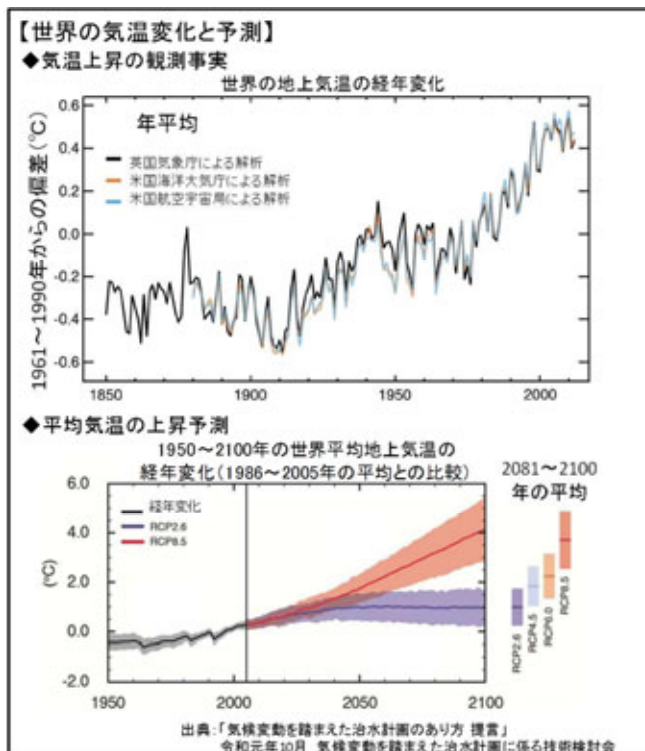 【世界の気温変化と予測】
◆気温上昇の観測事実
世界の地上気温の経年変化
年平均
英国気象庁による解析
米国海洋大気庁による解析
米国航空宇宙局による解析
1961～1990年からの偏差(℃)
0.6
0.4
0.2
0.0
-0.2
-0.4
-0.6
1850
1900
1950
2000
◆平均気温の上昇予測
1950～2100年の世界平均地上気温の
経年変化(1986～2005年の平均との比較)
2081～2100
年の平均
経年変化
RCP2.6
RCP8.5
(℃)
6.0
4.0
2.0
0.0
-2.0
1950
2000
2050
2100
RCP2.6
RCP4.5
RCP6.0
RCP8.5
出典:「気候変動を踏まえた治水計画のあり方 提言」
令和元年10月 気候変動を踏まえた治水計画に係る技術検討会